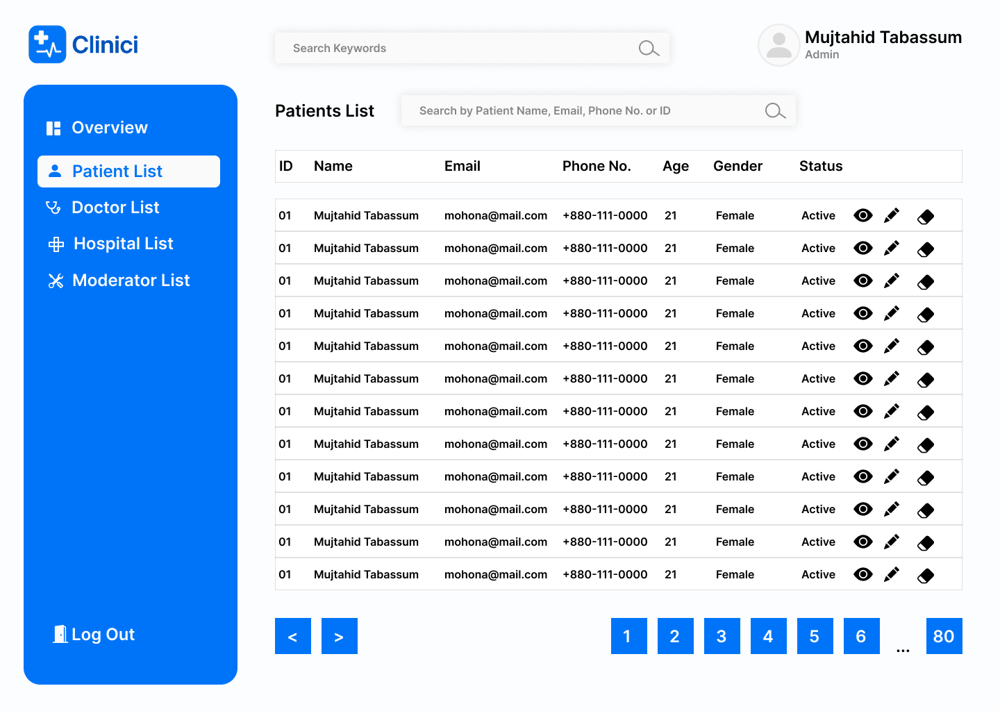 Clinici
Search Keywords
Mujtahid Tabassum
Admin
Overview
Patient List
Doctor List
Hospital List
Moderator List
Log Out
Patients List
Search by Patient Name, Email, Phone No. or ID
ID Name Email Phone No. Age Gender Status
01 Mujtahid Tabassum mohona@mail.com +880-111-0000 21 Female Active
01 Mujtahid Tabassum mohona@mail.com +880-111-0000 21 Female Active
01 Mujtahid Tabassum mohona@mail.com +880-111-0000 21 Female Active
01 Mujtahid Tabassum mohona@mail.com +880-111-0000 21 Female Active
01 Mujtahid Tabassum mohona@mail.com +880-111-0000 21 Female Active
01 Mujtahid Tabassum mohona@mail.com +880-111-0000 21 Female Active
01 Mujtahid Tabassum mohona@mail.com +880-111-0000 21 Female Active
01 Mujtahid Tabassum mohona@mail.com +880-111-0000 21 Female Active
01 Mujtahid Tabassum mohona@mail.com +880-111-0000 21 Female Active
01 Mujtahid Tabassum mohona@mail.com +880-111-0000 21 Female Active
01 Mujtahid Tabassum mohona@mail.com +880-111-0000 21 Female Active
01 Mujtahid Tabassum mohona@mail.com +880-111-0000 21 Female Active
< > 1 2 3 4 5 6 ... 80